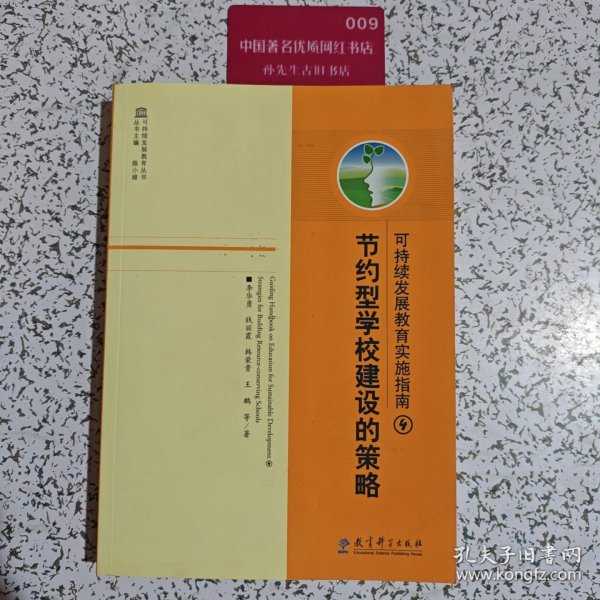 009
中国著名优质网红书店
孙先生古旧书店
可持续发展教育丛书
丛书主编 陈小娅
可持续发展教育实施指南④
节约型学校建设的策略
Guiding Handbook on Education for Sustainable Development④
Strategies for Building Resource-conserving Schools
■李华勇 钱丽霞 韩荣贵 王鹏 等/著
教育科学出版社
Educational Science Publishing House
孔夫子旧书网
www.kongfz.com